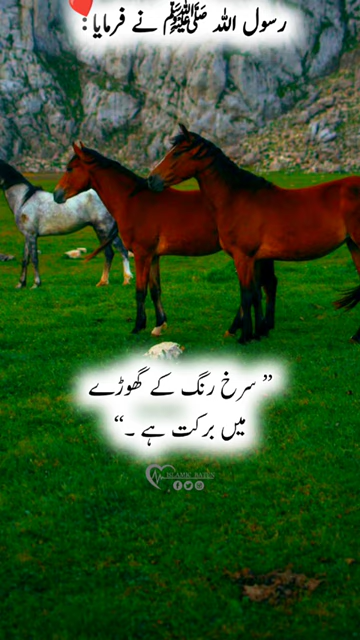 رسول اللہ ﷺ نے فرمایا :
” سرخ رنگ کے گھوڑے
میں برکت ہے ۔“